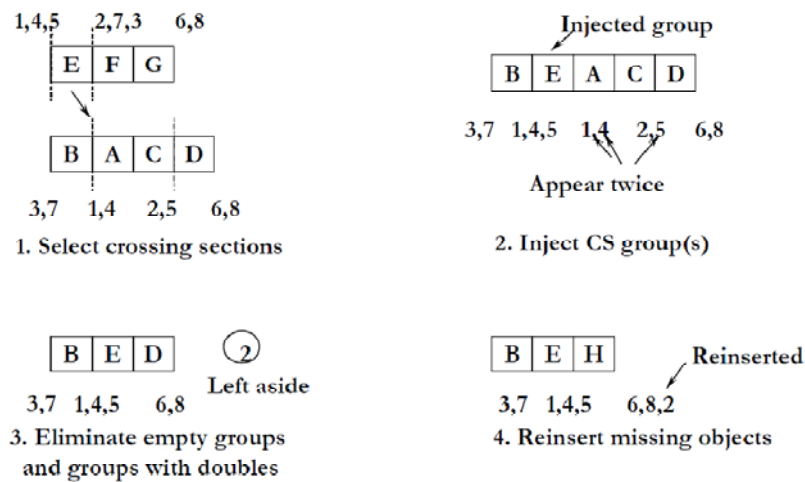 1,4,5 2,7,3 6,8
E F G
B A C D
3,7 1,4 2,5 6,8
1. Select crossing sections
Injected group
B E A C D
3,7 1,4,5 1,4 2,5 6,8
Appear twice
2. Inject CS group(s)
B E D
2
Left aside
3,7 1,4,5 6,8
3. Eliminate empty groups
and groups with doubles
B E H
Reinserted
3,7 1,4,5 6,8,2
4. Reinsert missing objects